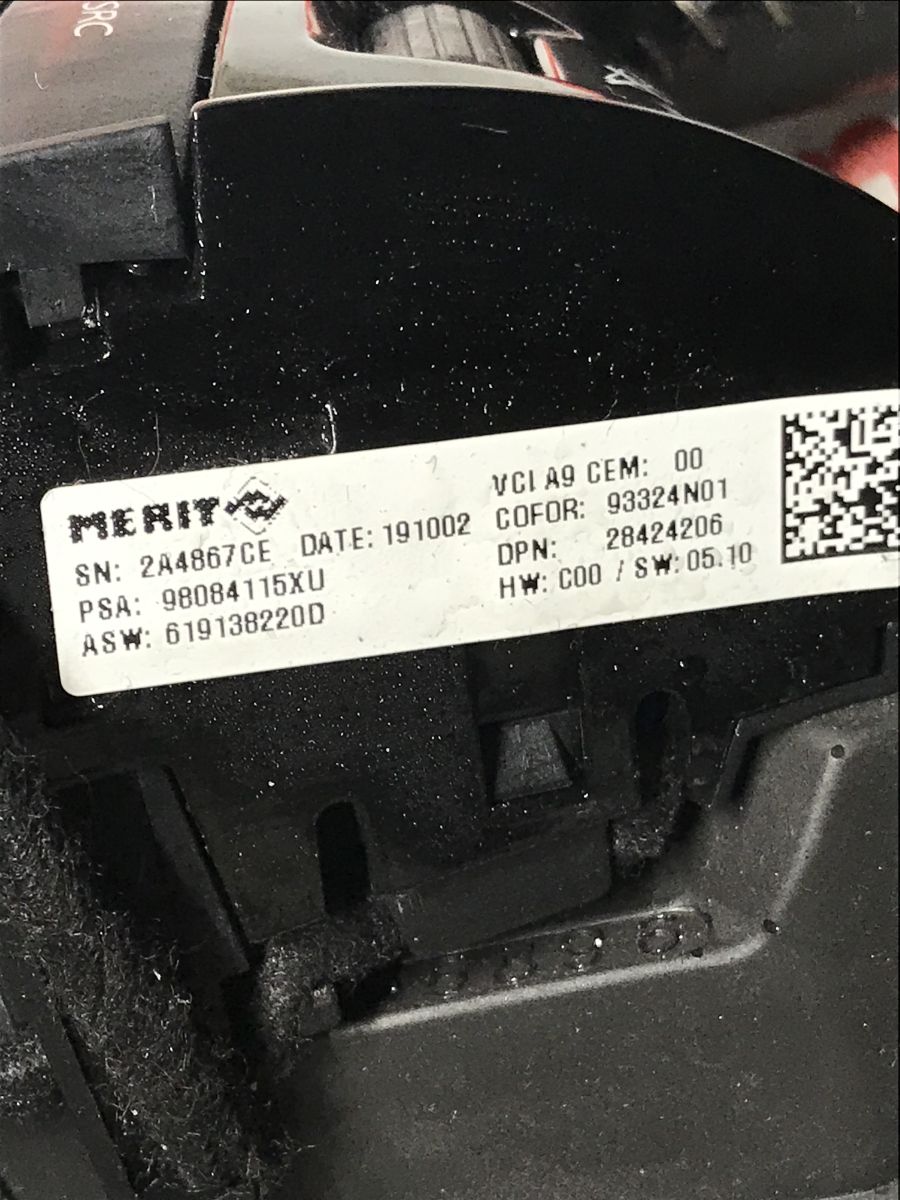 SRC
MERIT
SN: 2A4867CE DATE: 191002
PSA: 98084115XU
ASW: 619138220D
VCI A9 CEM: 00
COFOR: 93324N01
DPN: 28424206
HW: C00 / SW: 05.10